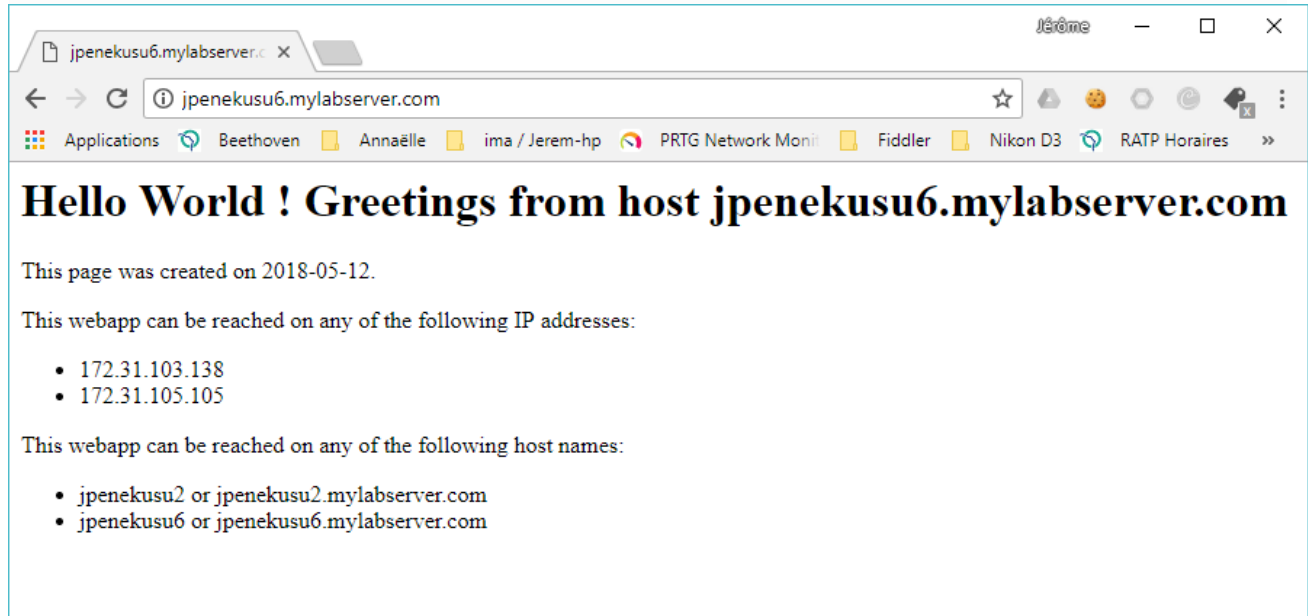 Jérôme
jpenekusu6.mylabserver.c
jpenekusu6.mylabserver.com
Applications Beethoven Annaëlle ima / Jerem-hp PRTG Network Monit Fiddler Nikon D3 RATP Horaires »
Hello World ! Greetings from host jpenekusu6.mylabserver.com
This page was created on 2018-05-12.
This webapp can be reached on any of the following IP addresses:
• 172.31.103.138
• 172.31.105.105
This webapp can be reached on any of the following host names:
• jpenekusu2 or jpenekusu2.mylabserver.com
• jpenekusu6 or jpenekusu6.mylabserver.com